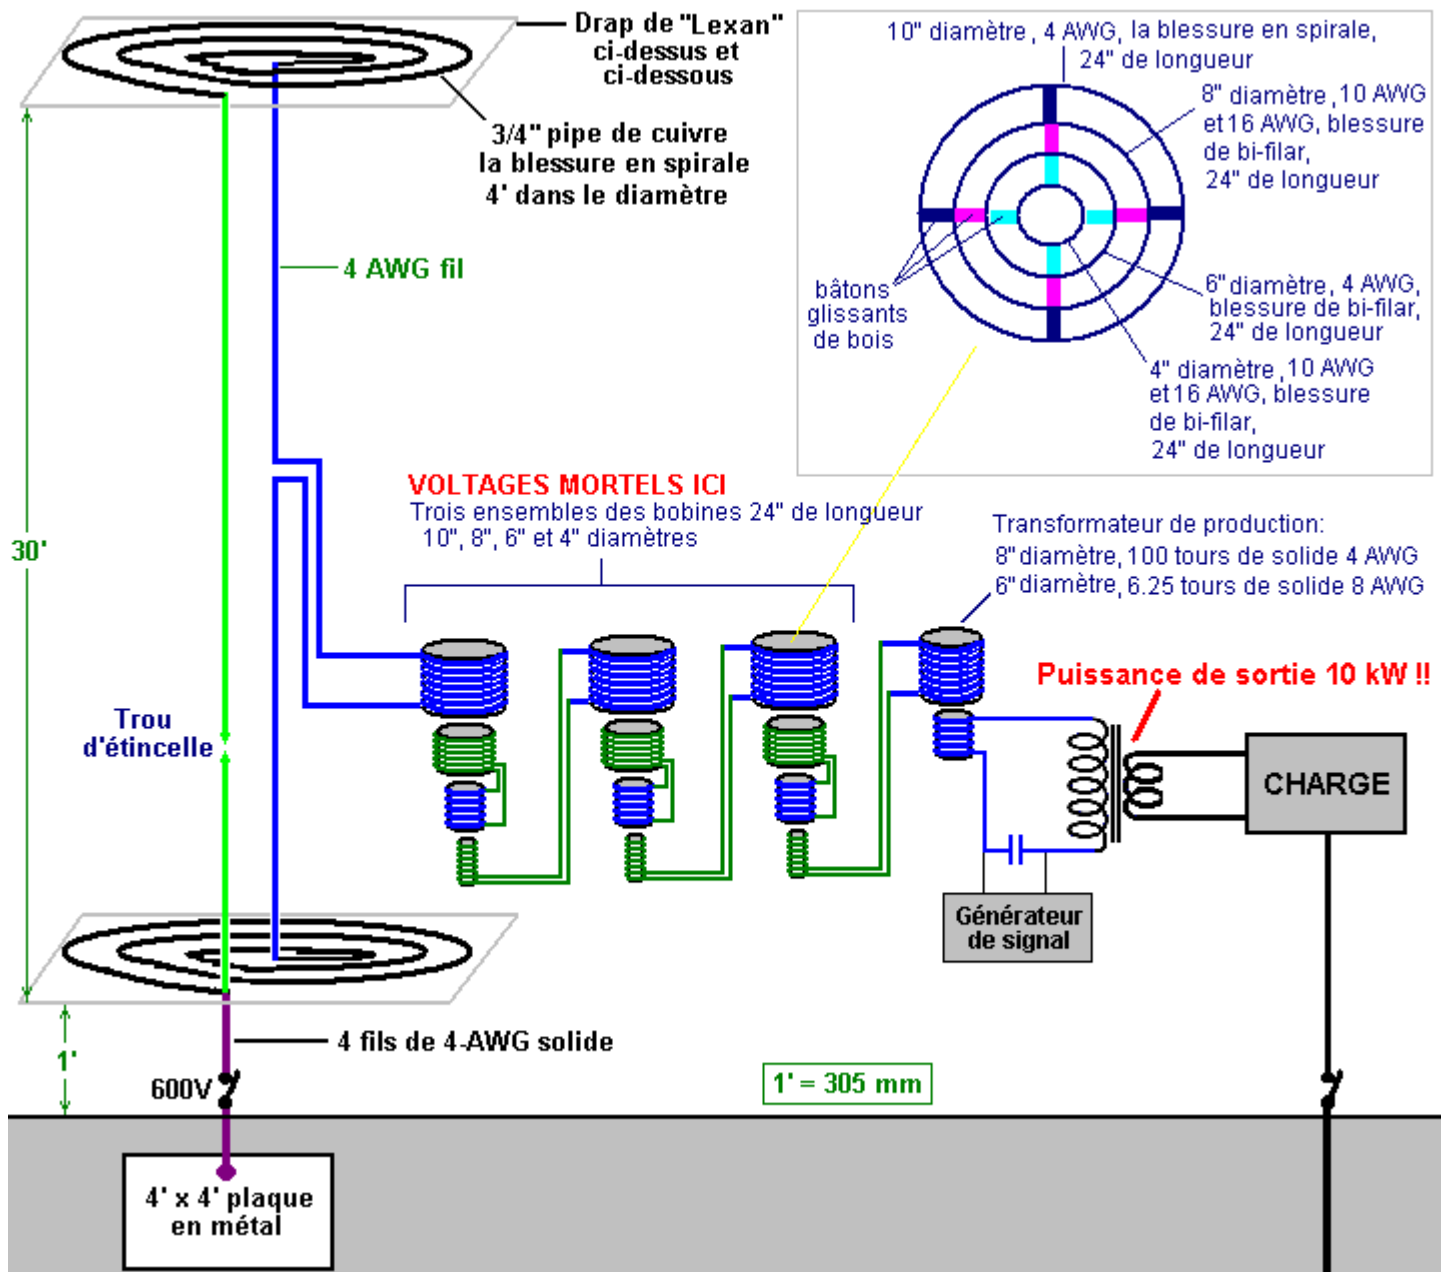 Drap de "Lexan"
ci-dessus et
ci-dessous
3/4" pipe de cuivre
la blessure en spirale
4' dans le diamètre
4 AWG fil
10" diamètre, 4 AWG, la blessure en spirale,
24" de longueur
8" diamètre, 10 AWG
et 16 AWG, blessure
de bi-filar,
24" de longueur
bâtons
glissants
de bois
6" diamètre, 4 AWG,
blessure de bi-filar,
24" de longueur
4" diamètre, 10 AWG
et 16 AWG, blessure
de bi-filar,
24" de longueur
VOLTAGES MORTELS ICI
Trois ensembles des bobines 24" de longueur
10", 8", 6" et 4" diamètres
Transformateur de production:
8" diamètre, 100 tours de solide 4 AWG
6" diamètre, 6.25 tours de solide 8 AWG
30'
Puissance de sortie 10 kW !!
Trou
d'étincelle
CHARGE
Générateur
de signal
4 fils de 4-AWG solide
1'
600V
1' = 305 mm
4' x 4' plaque
en métal